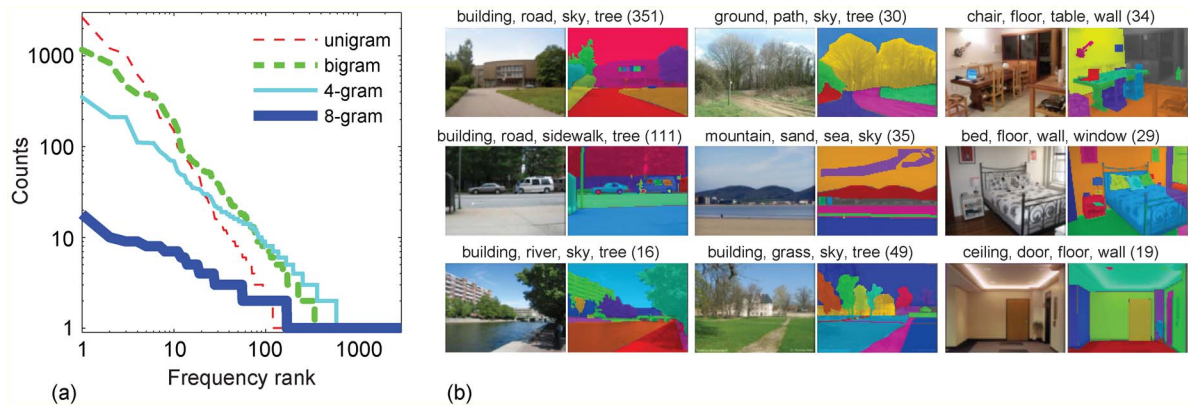 1000
100
10
1
Counts
1 10 100 1000
Frequency rank
unigram
bigram
4-gram
8-gram
(a)
building, road, sky, tree (351)
ground, path, sky, tree (30)
chair, floor, table, wall (34)
building, road, sidewalk, tree (111)
mountain, sand, sea, sky (35)
bed, floor, wall, window (29)
building, river, sky, tree (16)
building, grass, sky, tree (49)
ceiling, door, floor, wall (19)
(b)